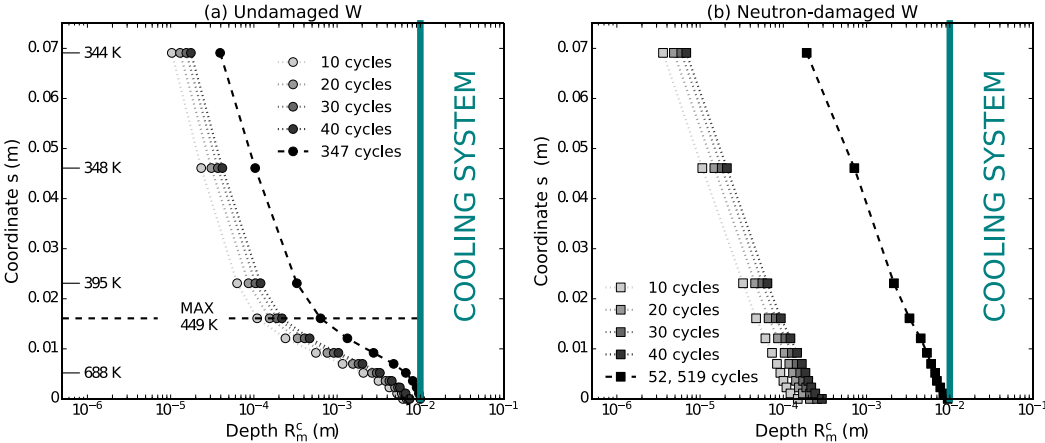 (a) Undamaged W
Coordinate s (m)
0.07
0.06
0.05
0.04
0.03
0.02
0.01
0
344 K
348 K
395 K
MAX
449 K
688 K
10 cycles
20 cycles
30 cycles
40 cycles
347 cycles
COOLING SYSTEM
10⁻⁶
10⁻⁵
10⁻⁴
10⁻³
10⁻²
10⁻¹
Depth Rᶜₘ (m)
(b) Neutron-damaged W
Coordinate s (m)
0.07
0.06
0.05
0.04
0.03
0.02
0.01
0
10 cycles
20 cycles
30 cycles
40 cycles
52, 519 cycles
COOLING SYSTEM
10⁻⁶
10⁻⁵
10⁻⁴
10⁻³
10⁻²
10⁻¹
Depth Rᶜₘ (m)